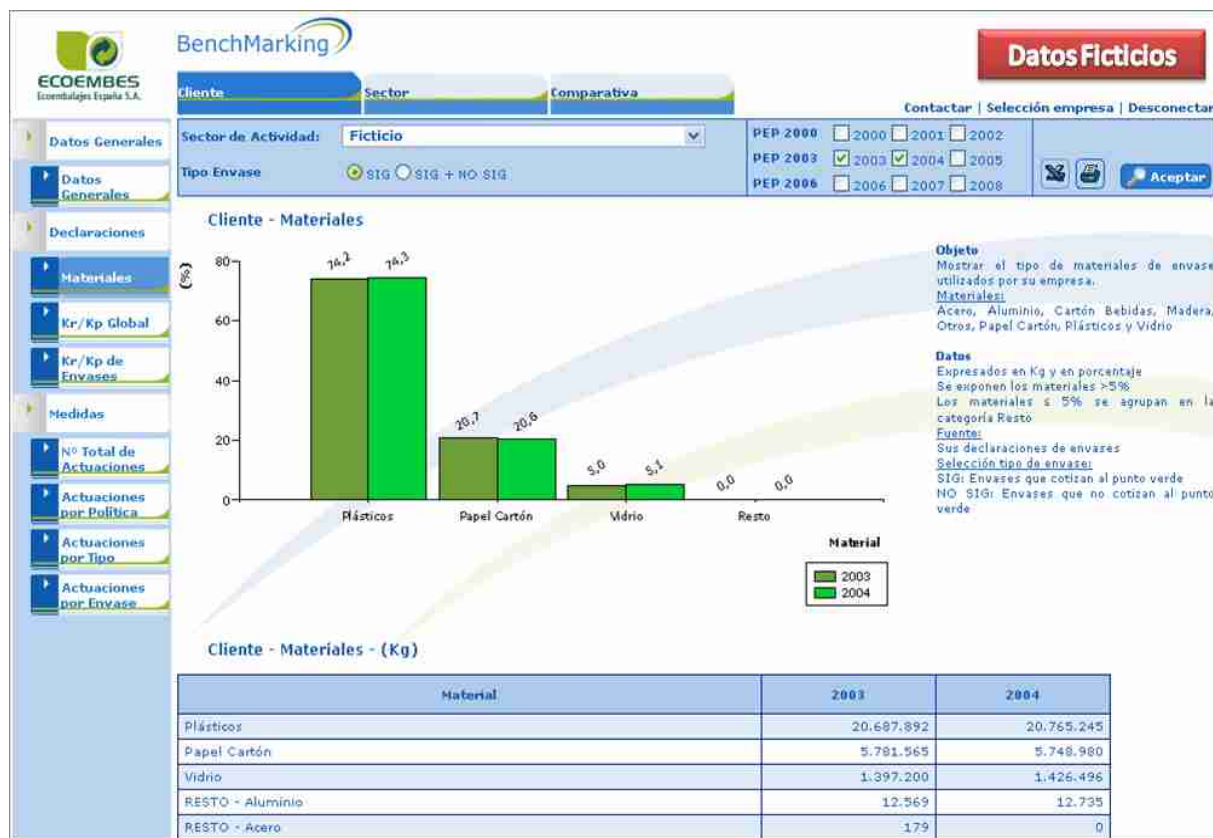 BenchMarking
Datos Ficticios
ECOEMBES
Ecoembalajes España S.A.
Cliente
Sector
Comparativa
Contactar | Selección empresa | Desconectar
Sector de Actividad:
Ficticio
Tipo Envase
SIG
SIG + NO SIG
PEP 2000 2000 2001 2002
PEP 2003 2003 2004 2005
PEP 2006 2006 2007 2008
Aceptar
Datos Generales
Datos
Generales
Declaraciones
Materiales
Kr/Kp Global
Kr/Kp de
Envases
Medidas
Nº Total de
Actuaciones
Actuaciones
por Política
Actuaciones
por Tipo
Actuaciones
por Envase
Cliente - Materiales
(%)
80
60
40
20
0
74,2
74,3
20,7
20,6
5,0
5,1
0,0
0,0
Plásticos
Papel Cartón
Vidrio
Resto
Material
2003
2004
Objeto
Mostrar el tipo de materiales de envase
utilizados por su empresa.
Materiales:
Acero, Aluminio, Cartón Bebidas, Madera,
Otros, Papel Cartón, Plásticos y Vidrio
Datos
Expresados en Kg y en porcentaje
Se exponen los materiales >5%
Los materiales ≤ 5% se agrupan en la
categoría Resto
Fuente:
Sus declaraciones de envases
Selección tipo de envase:
SIG: Envases que cotizan al punto verde
NO SIG: Envases que no cotizan al punto
verde
Cliente - Materiales - (Kg)
Material 2003 2004
Plásticos 20.687.892 20.765.245
Papel Cartón 5.781.565 5.748.980
Vidrio 1.397.200 1.426.496
RESTO - Aluminio 12.569 12.735
RESTO - Acero 179 0